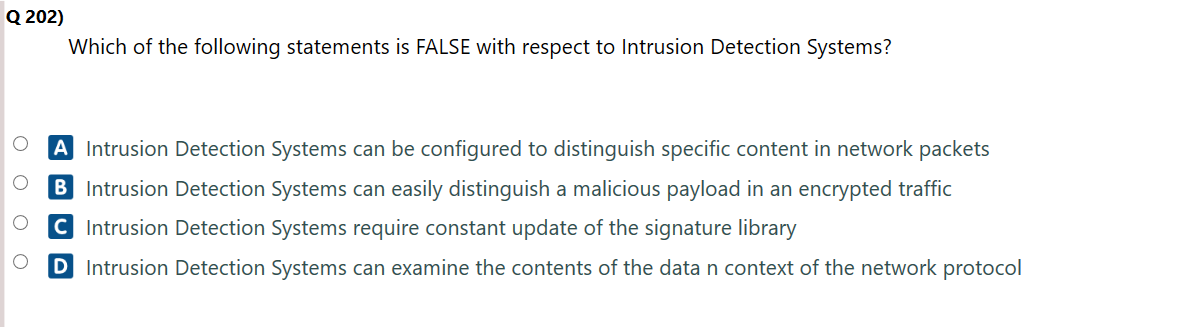 Q 202)
Which of the following statements is FALSE with respect to Intrusion Detection Systems?
A Intrusion Detection Systems can be configured to distinguish specific content in network packets
B Intrusion Detection Systems can easily distinguish a malicious payload in an encrypted traffic
C Intrusion Detection Systems require constant update of the signature library
D Intrusion Detection Systems can examine the contents of the data n context of the network protocol